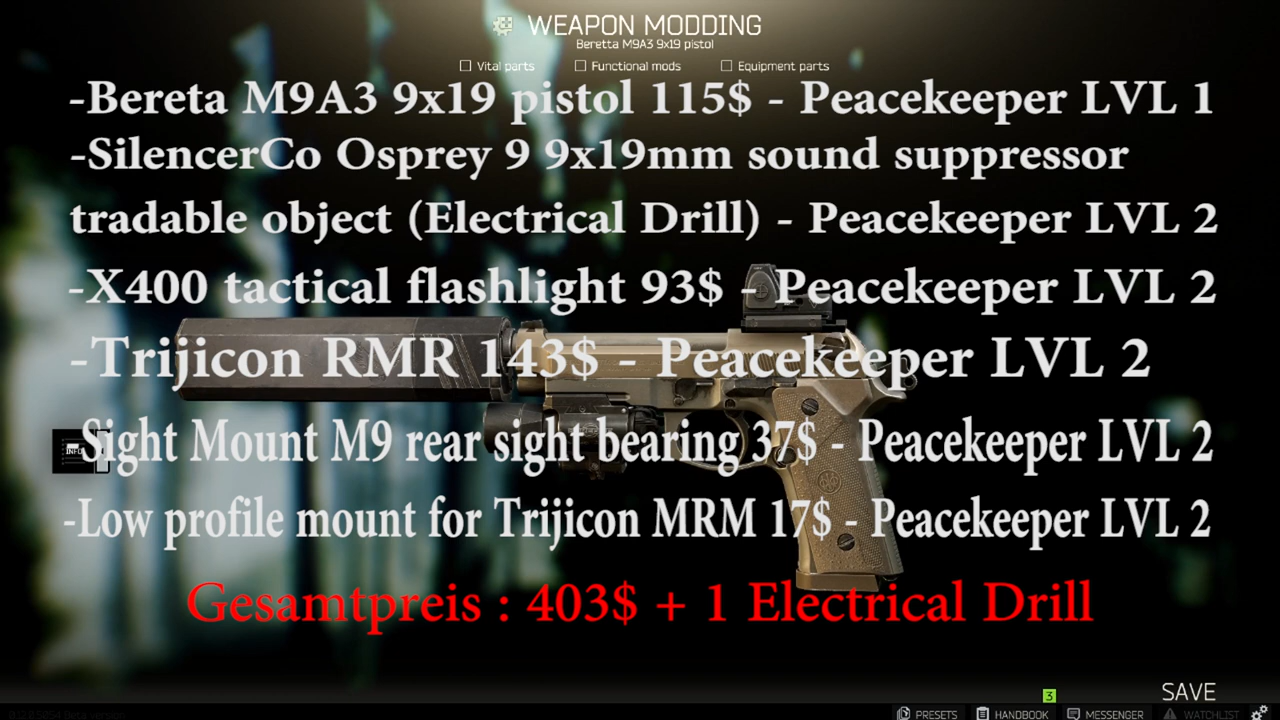 WEAPON MODDING
Beretta M9A3 9x19 pistol
Vital parts Functional mods Equipment parts
-Bereta M9A3 9x19 pistol 115$ - Peacekeeper LVL 1
-SilencerCo Osprey 9 9x19mm sound suppressor
tradable object (Electrical Drill) - Peacekeeper LVL 2
-X400 tactical flashlight 93$ - Peacekeeper LVL 2
-Trijicon RMR 143$ - Peacekeeper LVL 2
-Sight Mount M9 rear sight bearing 37$ - Peacekeeper LVL 2
-Low profile mount for Trijicon MRM 17$ - Peacekeeper LVL 2
Gesamtpreis : 403$ + 1 Electrical Drill
SAVE
3
PRESETS HANDBOOK MESSENGER WATCHLIST